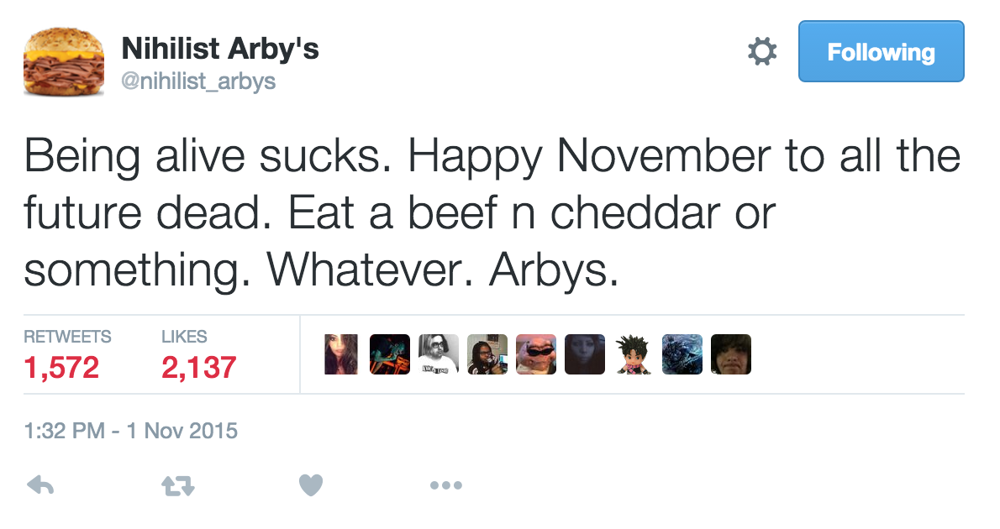 Nihilist Arby's
@nihilist_arbys
Following
Being alive sucks. Happy November to all the
future dead. Eat a beef n cheddar or
something. Whatever. Arbys.
RETWEETS
1,572
LIKES
2,137
1:32 PM - 1 Nov 2015